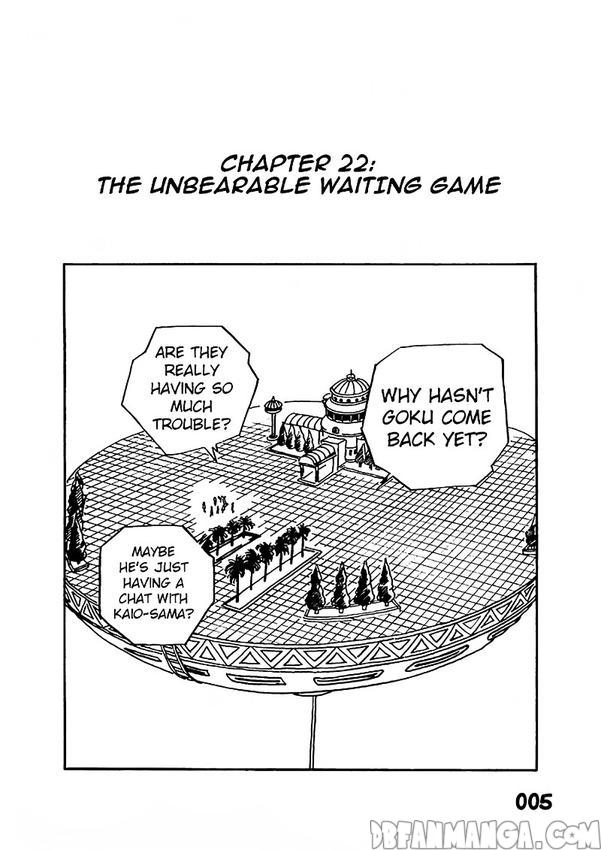 CHAPTER 22:
THE UNBEARABLE WAITING GAME
ARE THEY
REALLY
HAVING SO
MUCH
TROUBLE?
WHY HASN'T
GOKU COME
BACK YET?
MAYBE
HE'S JUST
HAVING A
CHAT WITH
KAIO-SAMA?
005
DBFANMANGA.COM